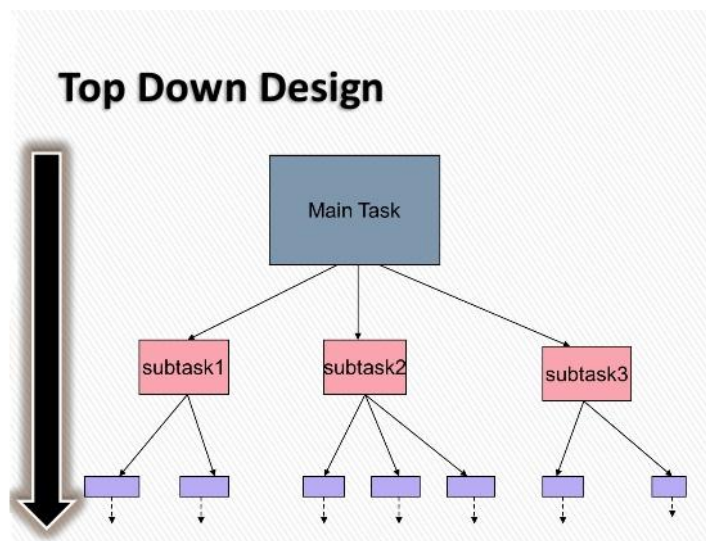 Top Down Design
Main Task
subtask1
subtask2
subtask3